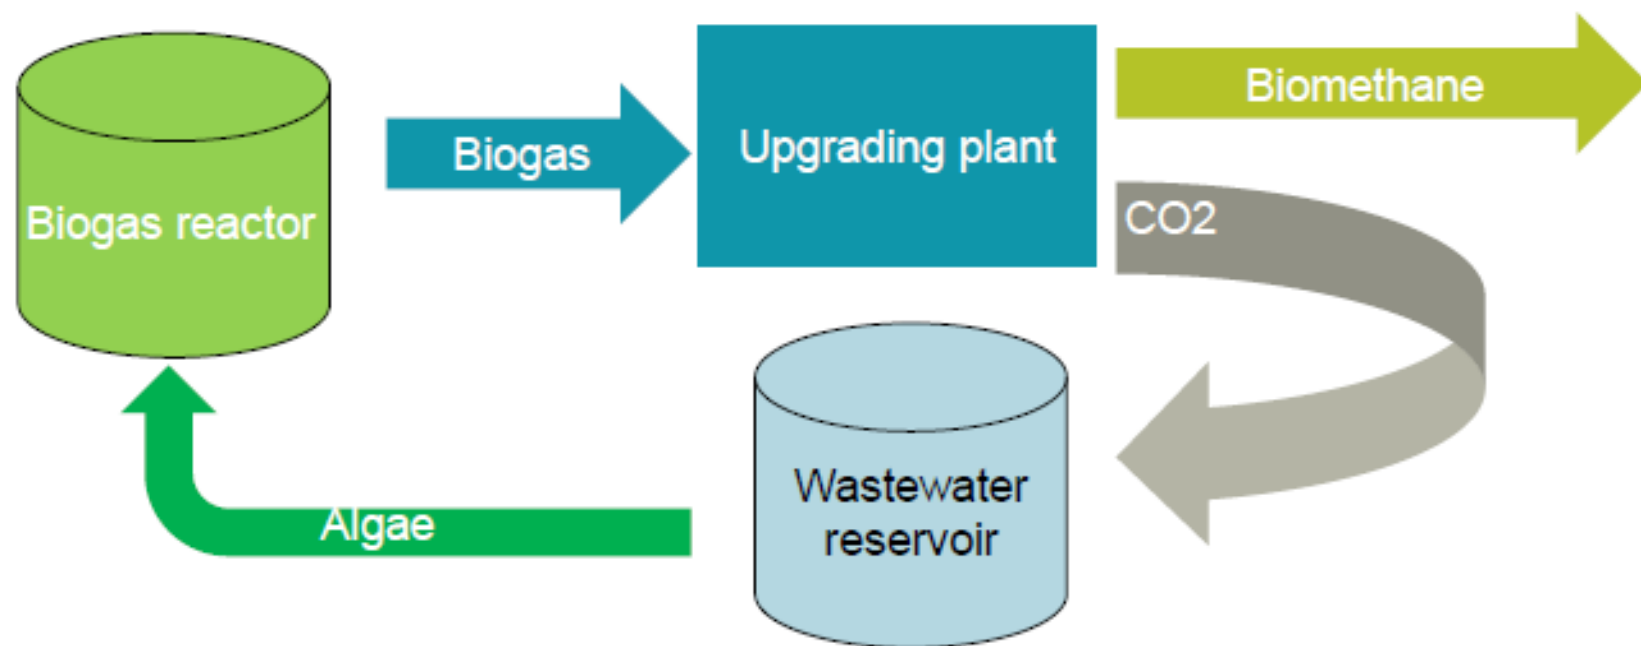 Biogas reactor
Biogas
Upgrading plant
Biomethane
CO2
Wastewater
reservoir
Algae